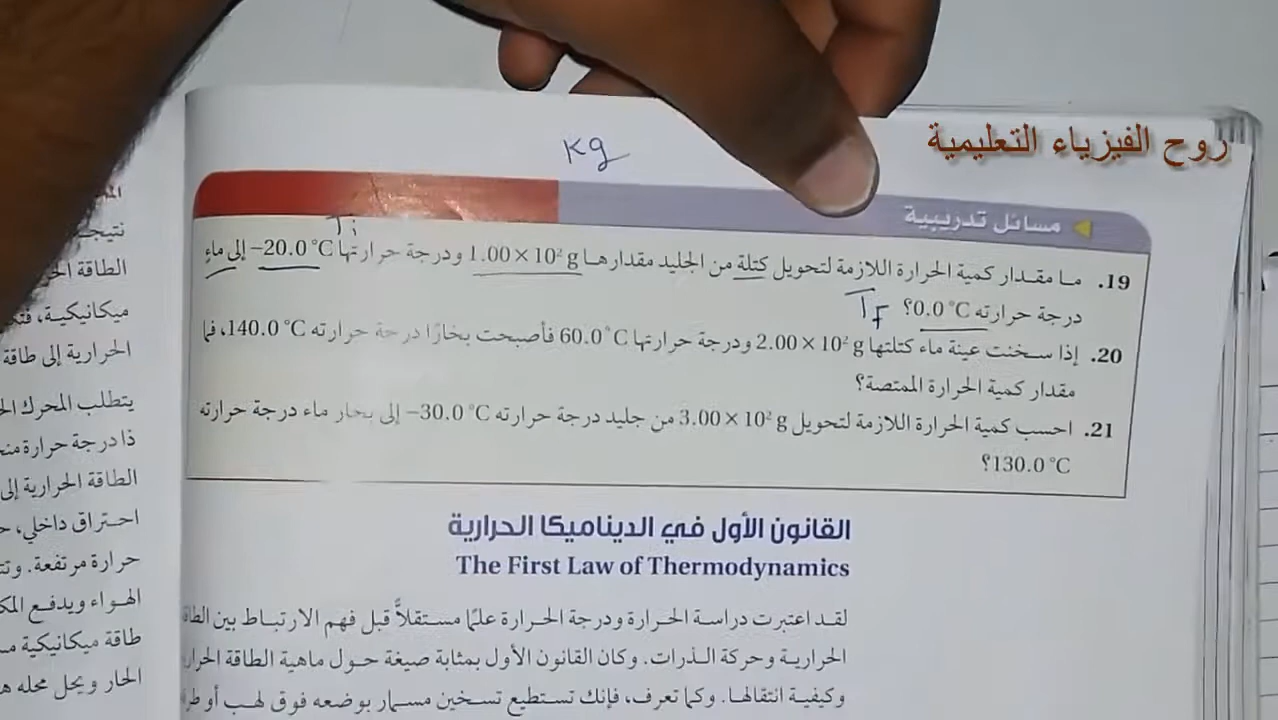 روح الفيزياء التعليمية
Kg
مسائل تدريبية
Ti
19. ما مقدار كمية الحرارة اللازمة لتحويل كتلة من الجليد مقدارها 1.00×10² g ودرجة حرارتها −20.0 °C إلى ماء
درجة حرارته 0.0 °C؟
TF
20. إذا سخنت عينة ماء كتلتها 2.00×10² g ودرجة حرارتها 60.0 °C فأصبحت بخارًا درجة حرارته 140.0 °C، فما
مقدار كمية الحرارة الممتصة؟
21. احسب كمية الحرارة اللازمة لتحويل 3.00×10² g من جليد درجة حرارته −30.0 °C إلى بخار ماء درجة حرارته
130.0 °C؟
القانون الأول في الديناميكا الحرارية
The First Law of Thermodynamics
لقد اعتبرت دراسة الحرارة ودرجة الحرارة علمًا مستقلاً قبل فهم الارتباط بين
الحرارية وحركة الذرات. وكان القانون الأول بمثابة صيغة حول ماهية الطاقة
وكيفية انتقالها. وكما تعرف، فإنك تستطيع تسخين مسمار بوضعه فوق لهب أو
الطاقة
ميكانيكية،
الحرارية إلى طاقة
يتطلب المحرك
ذا درجة حرارة
الطاقة الحرارية إلى
احتراق داخلي،
حرارة مرتفعة.
الهواء ويدفع
طاقة ميكانيكية
الحار ويحل محله